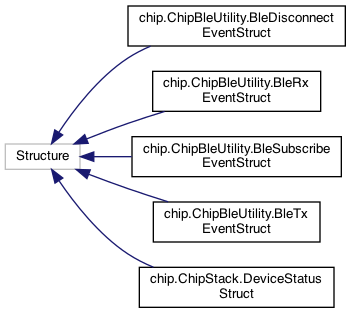 chip.ChipBleUtility.BleDisconnect
EventStruct
chip.ChipBleUtility.BleRx
EventStruct
Structure
chip.ChipBleUtility.BleSubscribe
EventStruct
chip.ChipBleUtility.BleTx
EventStruct
chip.ChipStack.DeviceStatus
Struct